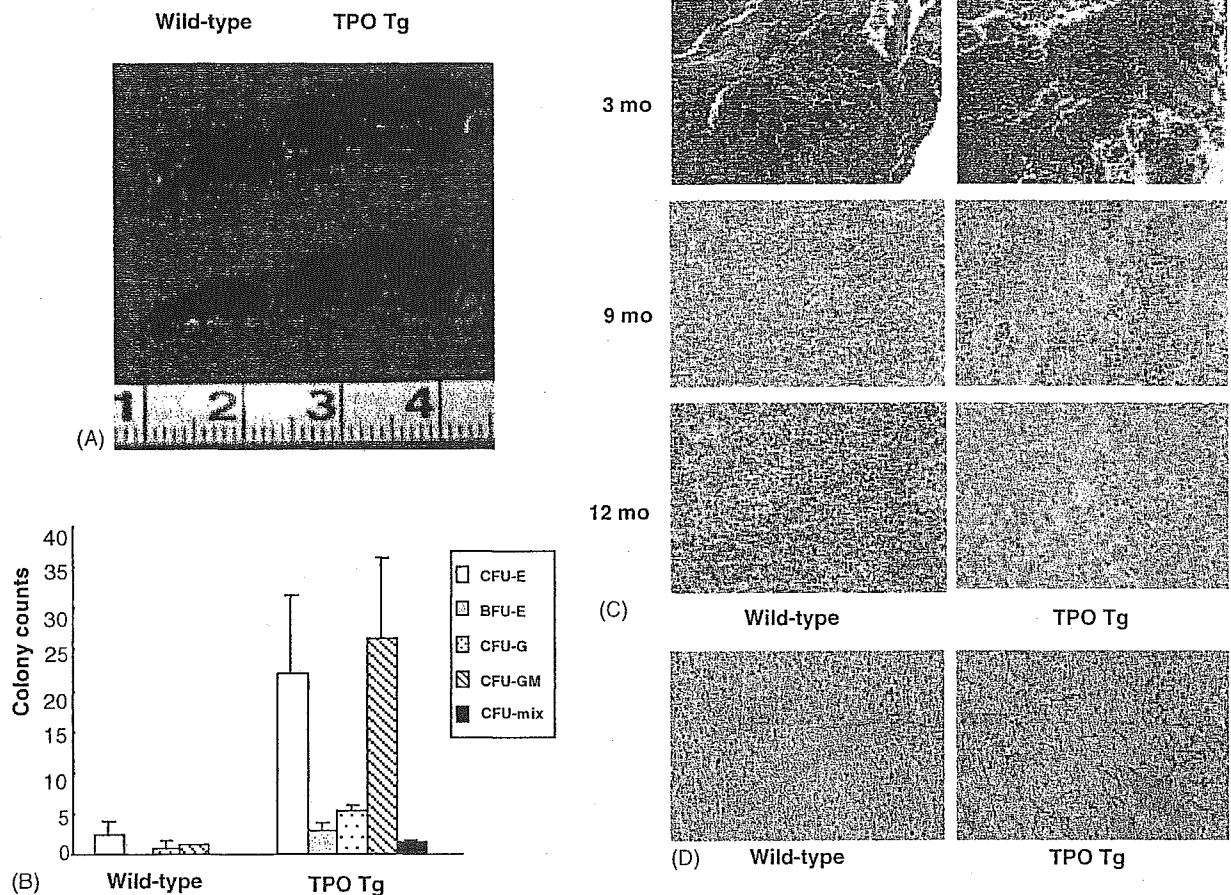 Wild-type TPO Tg
1 2 3 4
(A)
40
35
30
25
20
15
10
5
0
Colony counts
CFU-E
BFU-E
CFU-G
CFU-GM
CFU-mix
Wild-type TPO Tg
(B)
3 mo
9 mo
12 mo
(C)
Wild-type TPO Tg
(D)
Wild-type TPO Tg